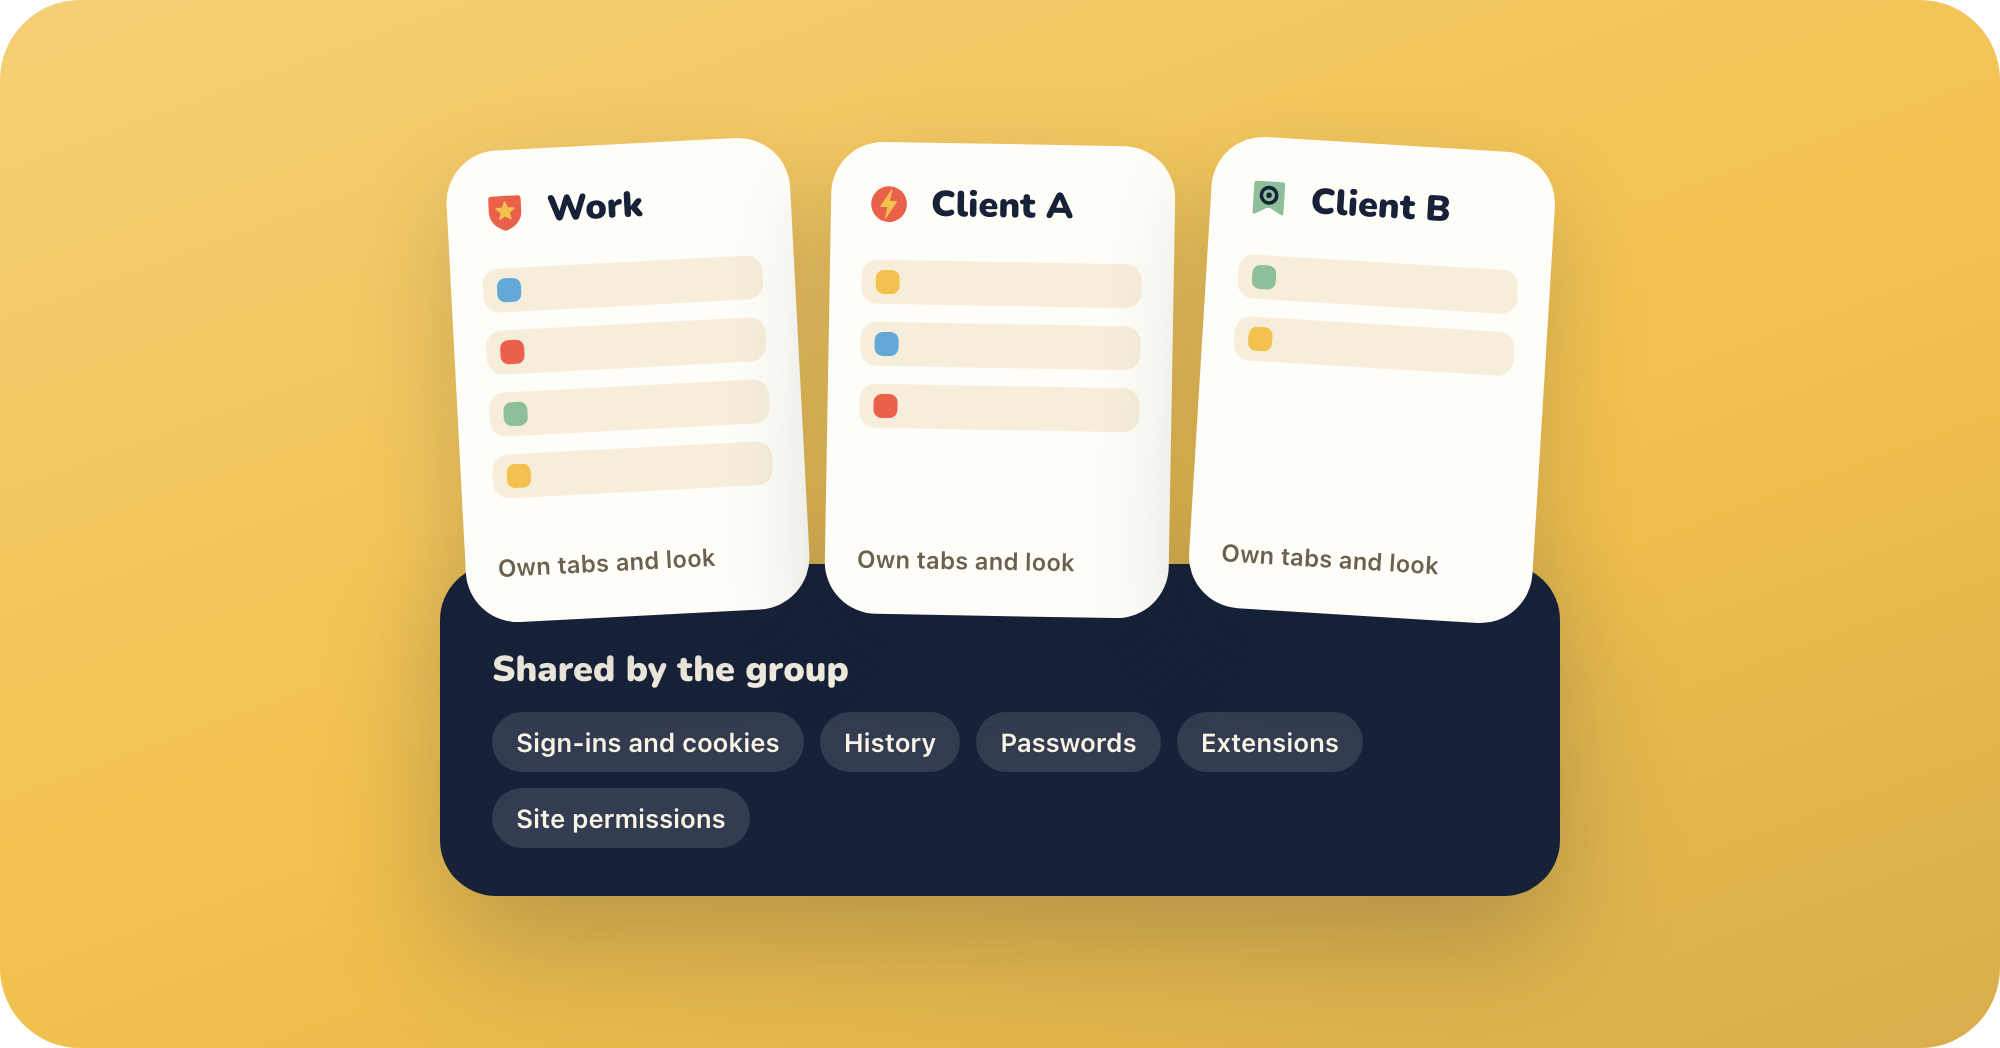 Work
Own tabs and look
Client A
Own tabs and look
Client B
Own tabs and look
Shared by the group
Sign-ins and cookies
History
Passwords
Extensions
Site permissions